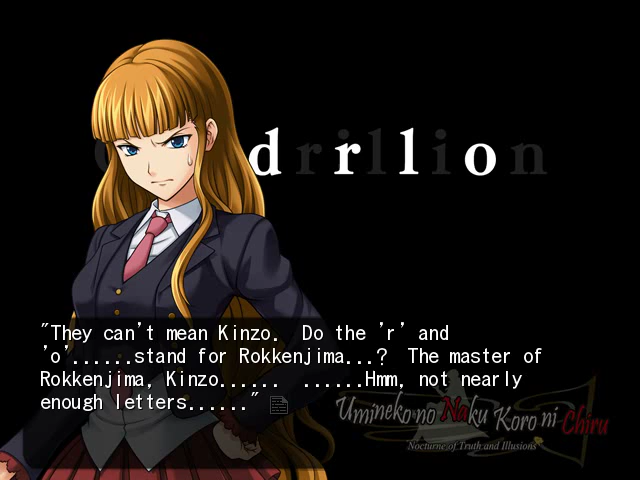 drillion
"They can't mean Kinzo.  Do the 'r' and
'o'......stand for Rokkenjima...?  The master of
Rokkenjima, Kinzo......  ......Hmm, not nearly
enough letters......"
Umineko no Naku Koro ni Chiru
Nocturne of Truth and Illusions